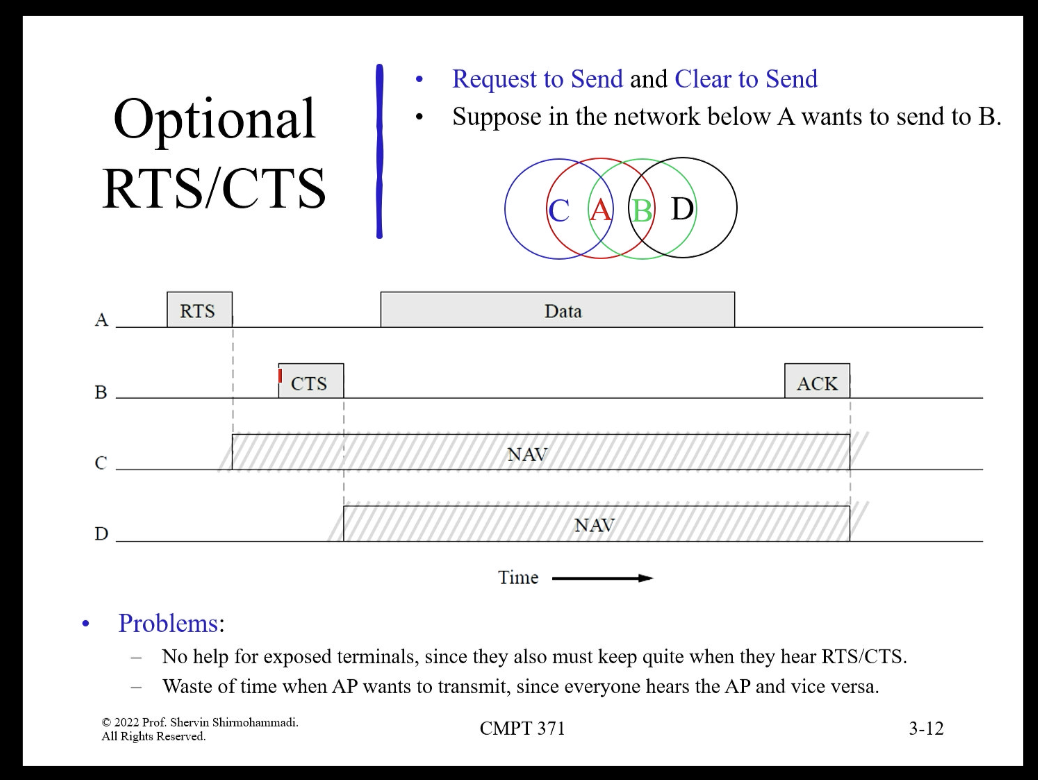 Optional
RTS/CTS
• Request to Send and Clear to Send
• Suppose in the network below A wants to send to B.
C A B D
A RTS Data
B CTS ACK
C NAV
D NAV
Time
• Problems:
– No help for exposed terminals, since they also must keep quite when they hear RTS/CTS.
– Waste of time when AP wants to transmit, since everyone hears the AP and vice versa.
© 2022 Prof. Shervin Shirmohammadi.
All Rights Reserved.
CMPT 371
3-12